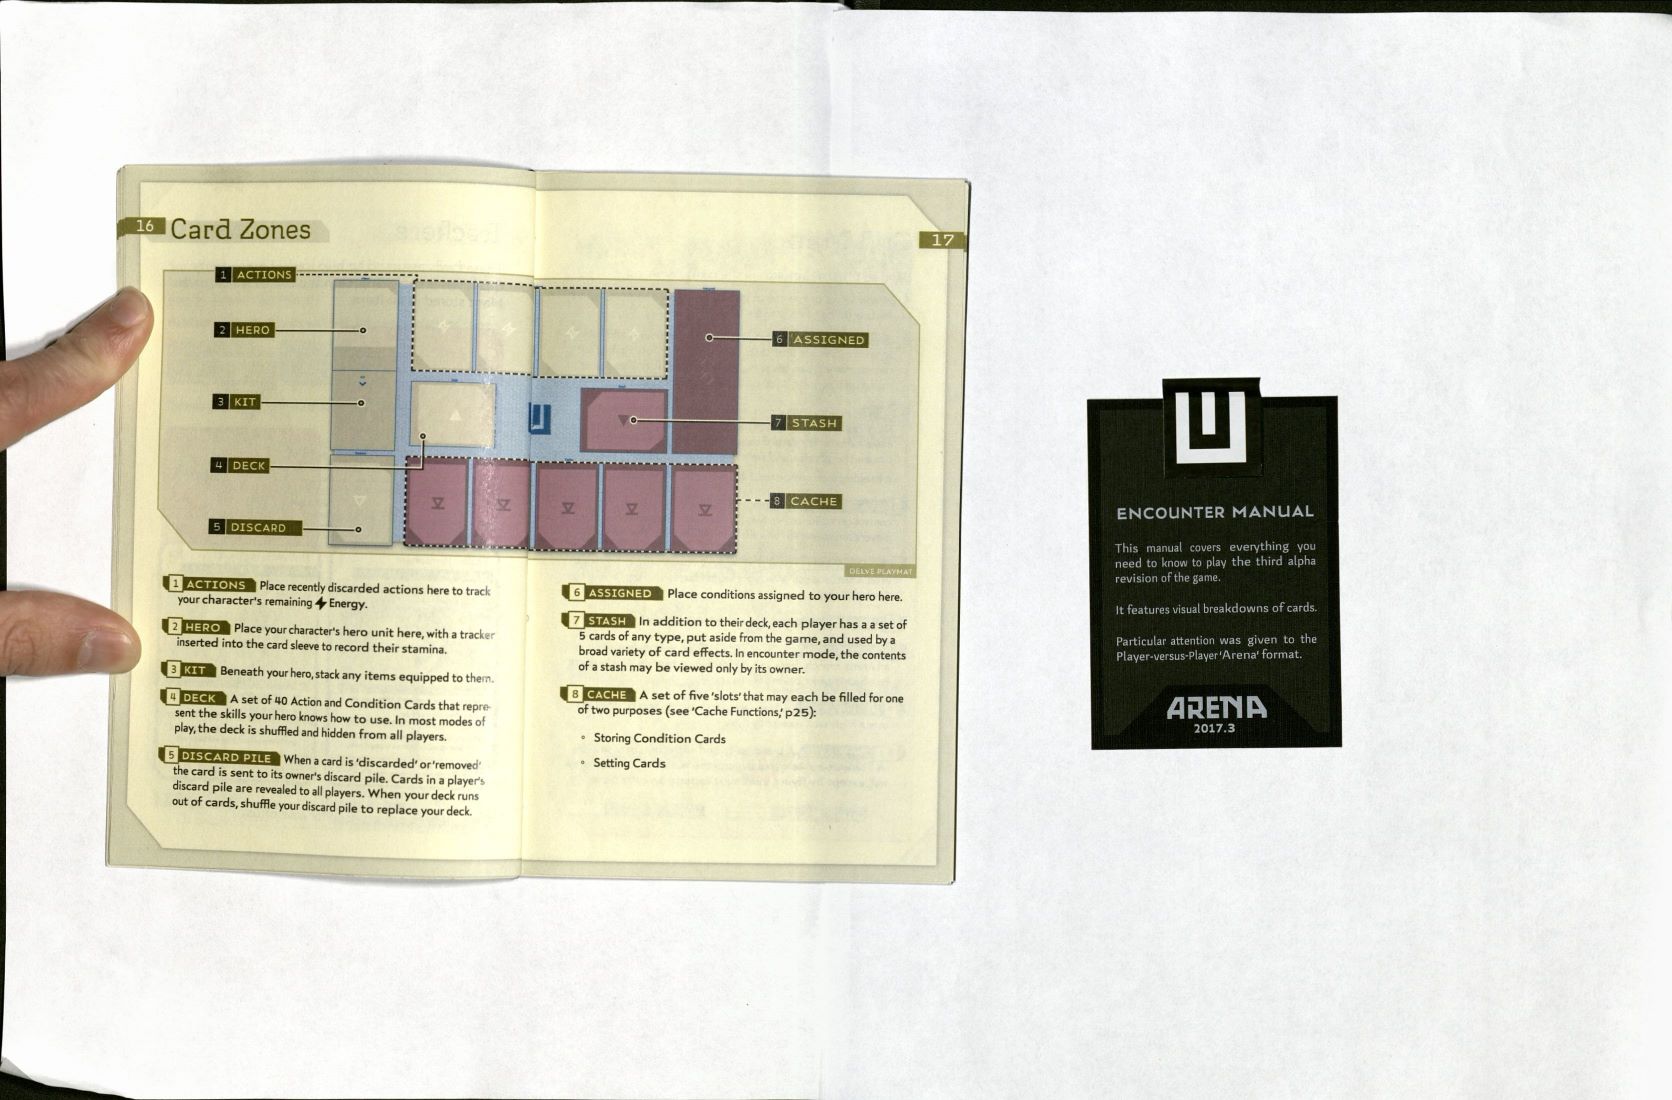 16
Card Zones
17
1 ACTIONS
2 HERO
3 KIT
4 DECK
5 DISCARD
6 ASSIGNED
7 STASH
8 CACHE
DELVE PLAYMAT
1 ACTIONS Place recently discarded actions here to track
your character's remaining Energy.
2 HERO Place your character's hero unit here, with a tracker
inserted into the card sleeve to record their stamina.
3 KIT Beneath your hero, stack any items equipped to them.
4 DECK A set of 40 Action and Condition Cards that repre-
sent the skills your hero knows how to use. In most modes of
play, the deck is shuffled and hidden from all players.
5 DISCARD PILE When a card is 'discarded' or 'removed'
the card is sent to its owner's discard pile. Cards in a player's
discard pile are revealed to all players. When your deck runs
out of cards, shuffle your discard pile to replace your deck.
6 ASSIGNED Place conditions assigned to your hero here.
7 STASH In addition to their deck, each player has a a set of
5 cards of any type, put aside from the game, and used by a
broad variety of card effects. In encounter mode, the contents
of a stash may be viewed only by its owner.
8 CACHE A set of five 'slots' that may each be filled for one
of two purposes (see 'Cache Functions,' p25):
◦ Storing Condition Cards
◦ Setting Cards
ENCOUNTER MANUAL
This manual covers everything you
need to know to play the third alpha
revision of the game.
It features visual breakdowns of cards.
Particular attention was given to the
Player-versus-Player 'Arena' format.
ARENA
2017.3